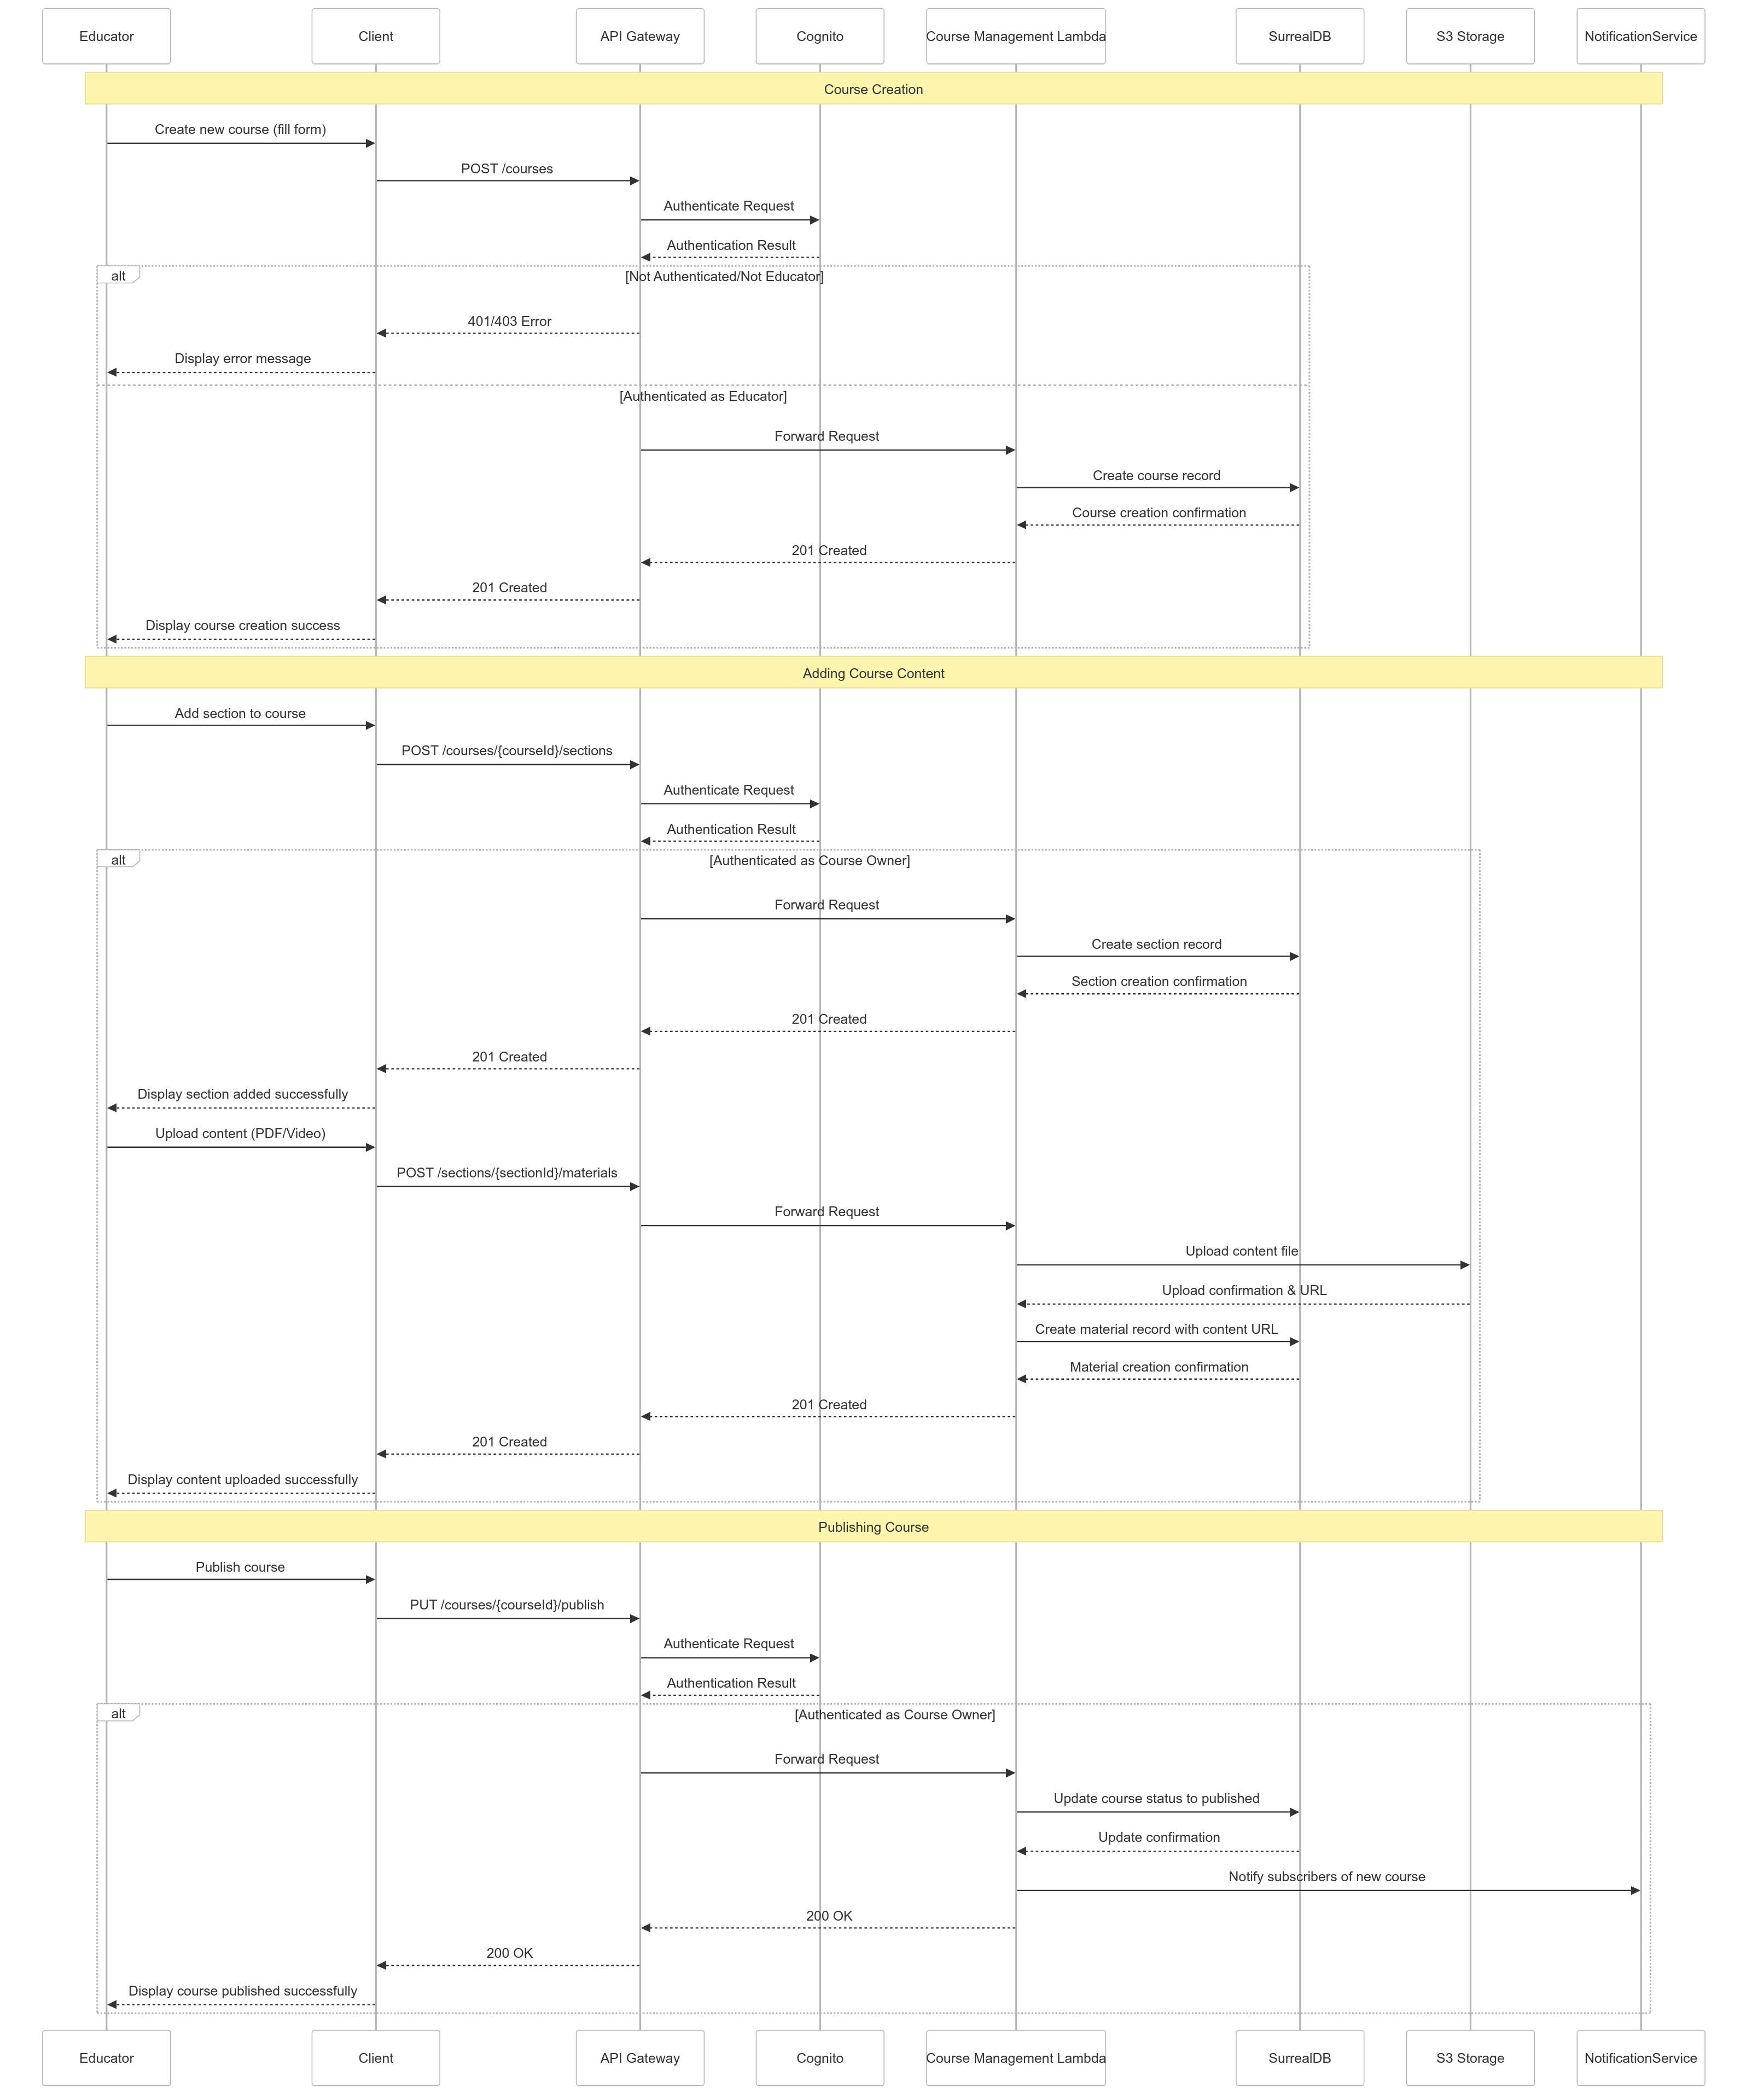 Educator
Client
API Gateway
Cognito
Course Management Lambda
SurrealDB
S3 Storage
NotificationService
Course Creation
Create new course (fill form)
POST /courses
Authenticate Request
Authentication Result
alt
[Not Authenticated/Not Educator]
401/403 Error
Display error message
[Authenticated as Educator]
Forward Request
Create course record
Course creation confirmation
201 Created
201 Created
Display course creation success
Adding Course Content
Add section to course
POST /courses/{courseId}/sections
Authenticate Request
Authentication Result
alt
[Authenticated as Course Owner]
Forward Request
Create section record
Section creation confirmation
201 Created
201 Created
Display section added successfully
Upload content (PDF/Video)
POST /sections/{sectionId}/materials
Forward Request
Upload content file
Upload confirmation & URL
Create material record with content URL
Material creation confirmation
201 Created
201 Created
Display content uploaded successfully
Publishing Course
Publish course
PUT /courses/{courseId}/publish
Authenticate Request
Authentication Result
alt
[Authenticated as Course Owner]
Forward Request
Update course status to published
Update confirmation
Notify subscribers of new course
200 OK
200 OK
Display course published successfully
Educator
Client
API Gateway
Cognito
Course Management Lambda
SurrealDB
S3 Storage
NotificationService